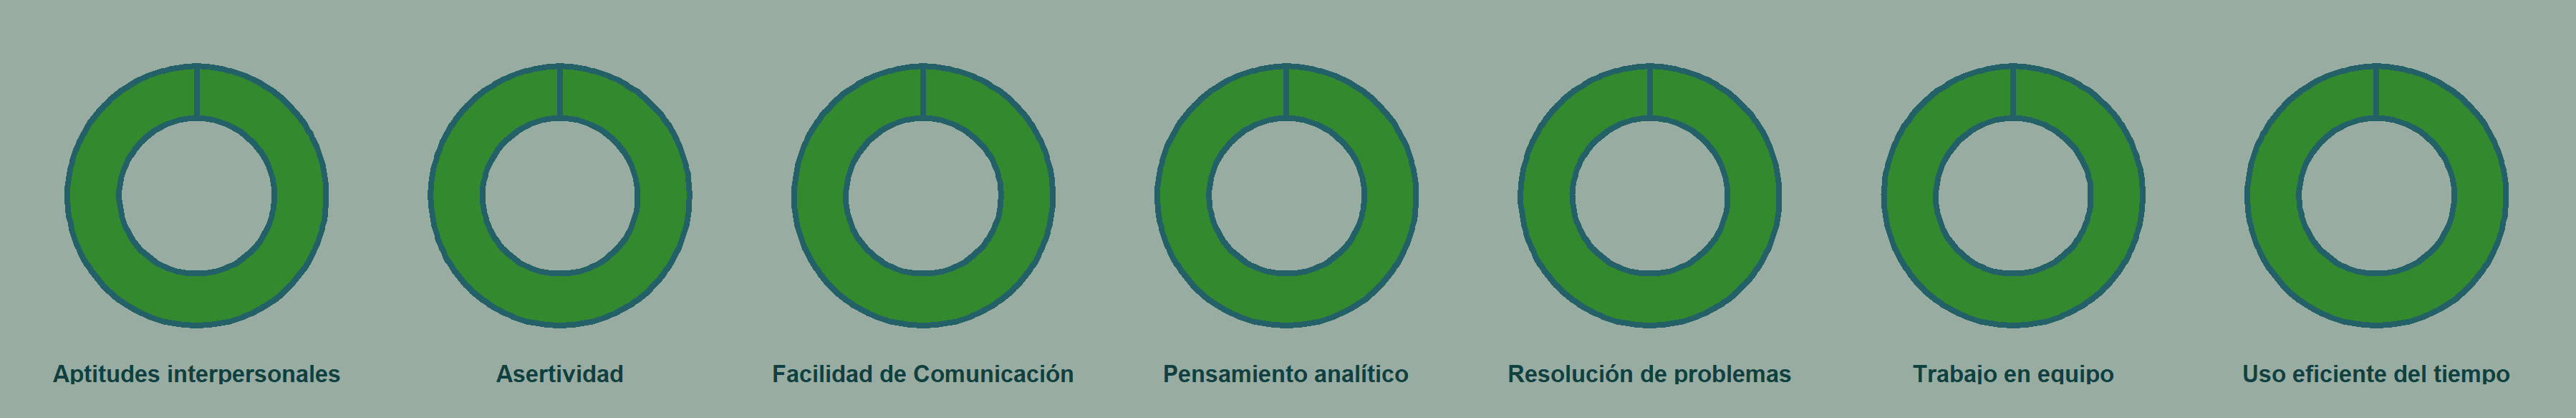 Aptitudes interpersonales
Asertividad
Facilidad de Comunicación
Pensamiento analítico
Resolución de problemas
Trabajo en equipo
Uso eficiente del tiempo